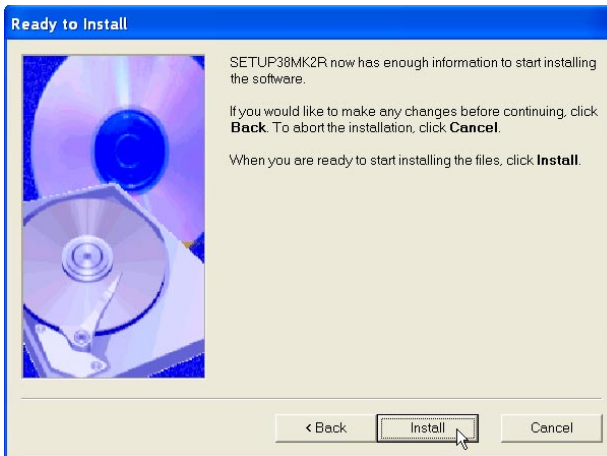 Ready to Install
SETUP38MK2R now has enough information to start installing
the software.
If you would like to make any changes before continuing, click
Back. To abort the installation, click Cancel.
When you are ready to start installing the files, click Install.
< Back
Install
Cancel